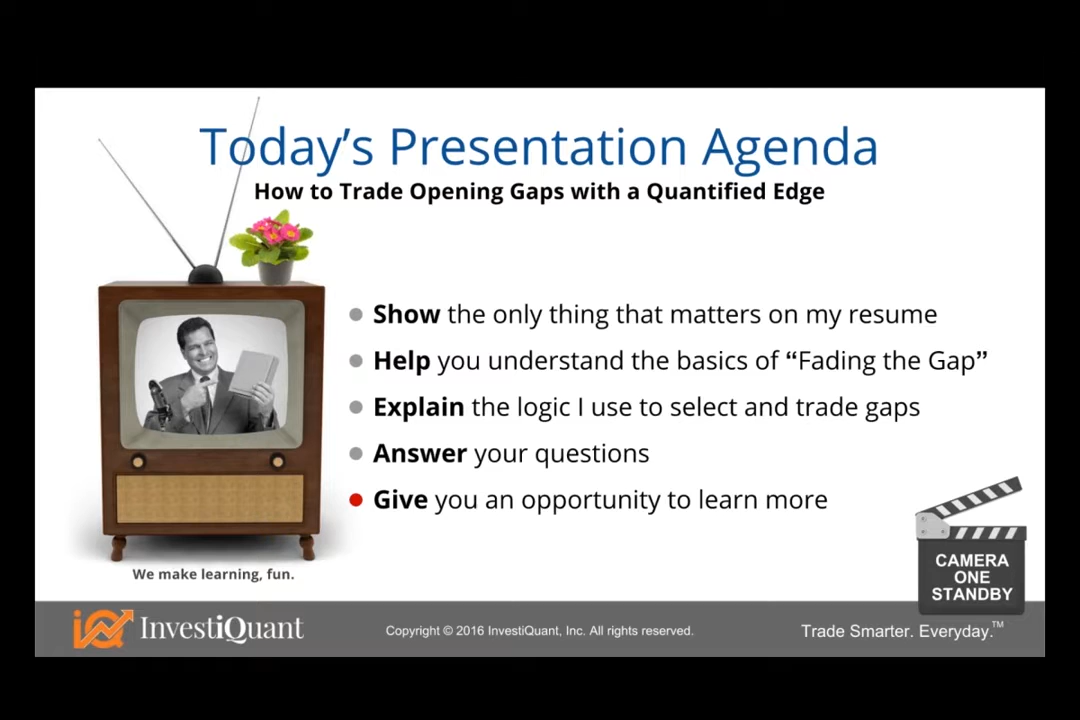 Today's Presentation Agenda
How to Trade Opening Gaps with a Quantified Edge
Show the only thing that matters on my resume
Help you understand the basics of “Fading the Gap”
Explain the logic I use to select and trade gaps
Answer your questions
Give you an opportunity to learn more
CAMERA
ONE
STANDBY
We make learning, fun.
iQ InvestiQuant
Copyright © 2016 InvestiQuant, Inc. All rights reserved.
Trade Smarter. Everyday.™